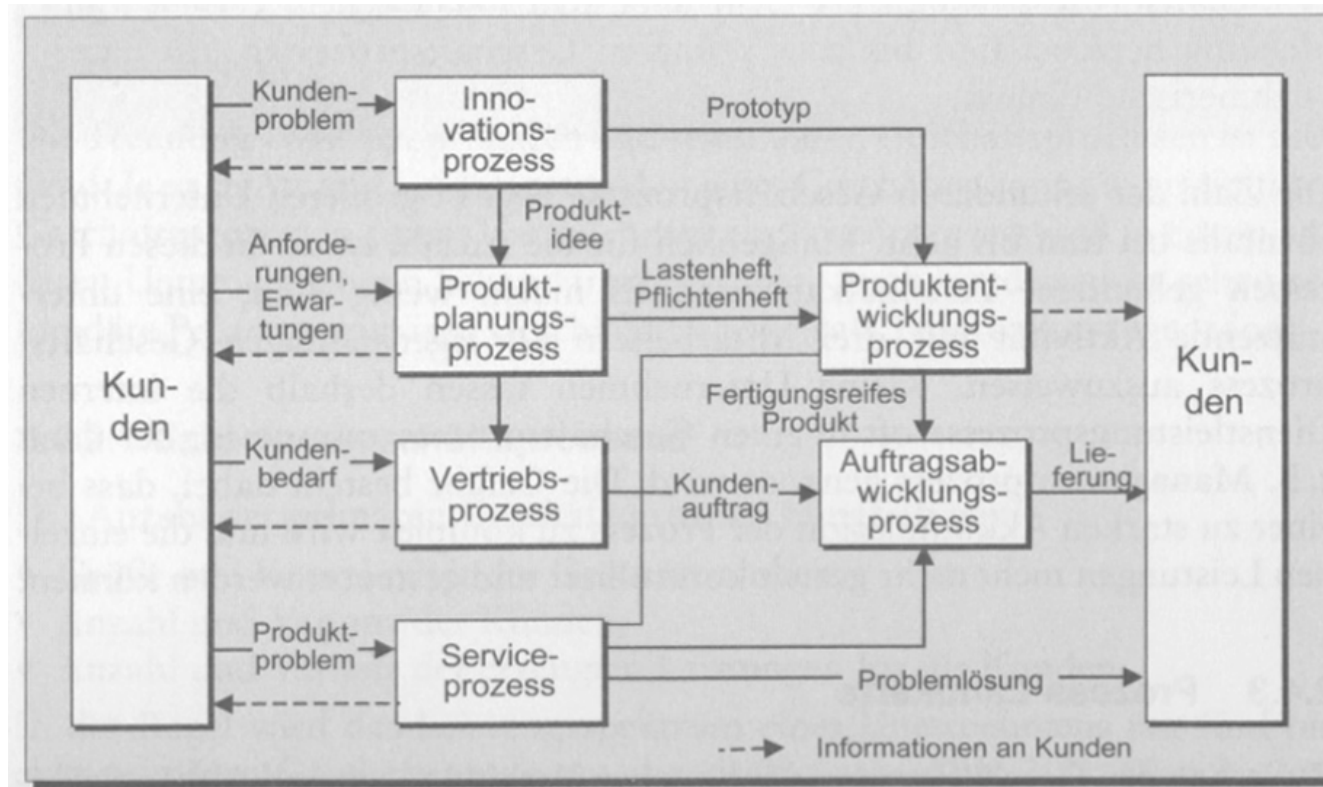 Kunden-
problem
Inno-
vations-
prozess
Prototyp
Produkt-
idee
Anforde-
rungen,
Erwar-
tungen
Produkt-
planungs-
prozess
Lastenheft,
Pflichtenheft
Produktent-
wicklungs-
prozess
Kun-
den
Kun-
den
Fertigungsreifes
Produkt
Kunden-
bedarf
Vertriebs-
prozess
Kunden-
auftrag
Auftragsab-
wicklungs-
prozess
Lie-
ferung
Produkt-
problem
Service-
prozess
Problemlösung
Informationen an Kunden